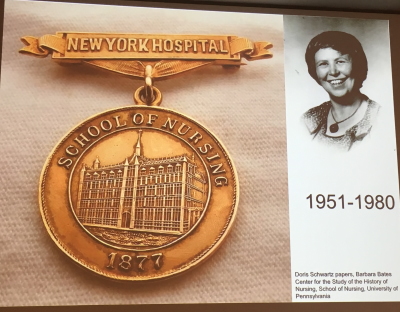 NEW YORK HOSPITAL
SCHOOL OF NURSING
1877
1951-1980
Doris Schwartz papers, Barbara Bates
Center for the Study of the History of
Nursing, School of Nursing, University of
Pennsylvania